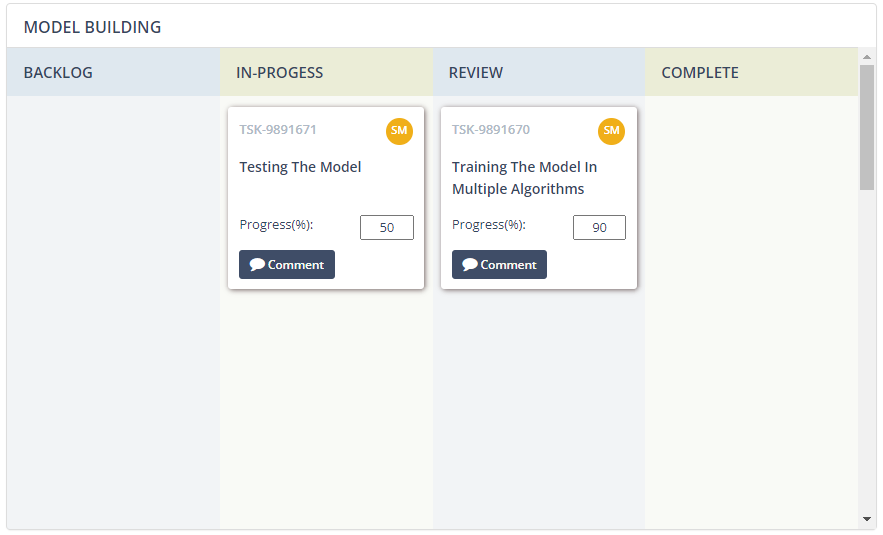 MODEL BUILDING
BACKLOG
IN-PROGESS
REVIEW
COMPLETE
TSK-9891671
SM
Testing The Model
Progress(%):
50
Comment
TSK-9891670
SM
Training The Model In
Multiple Algorithms
Progress(%):
90
Comment